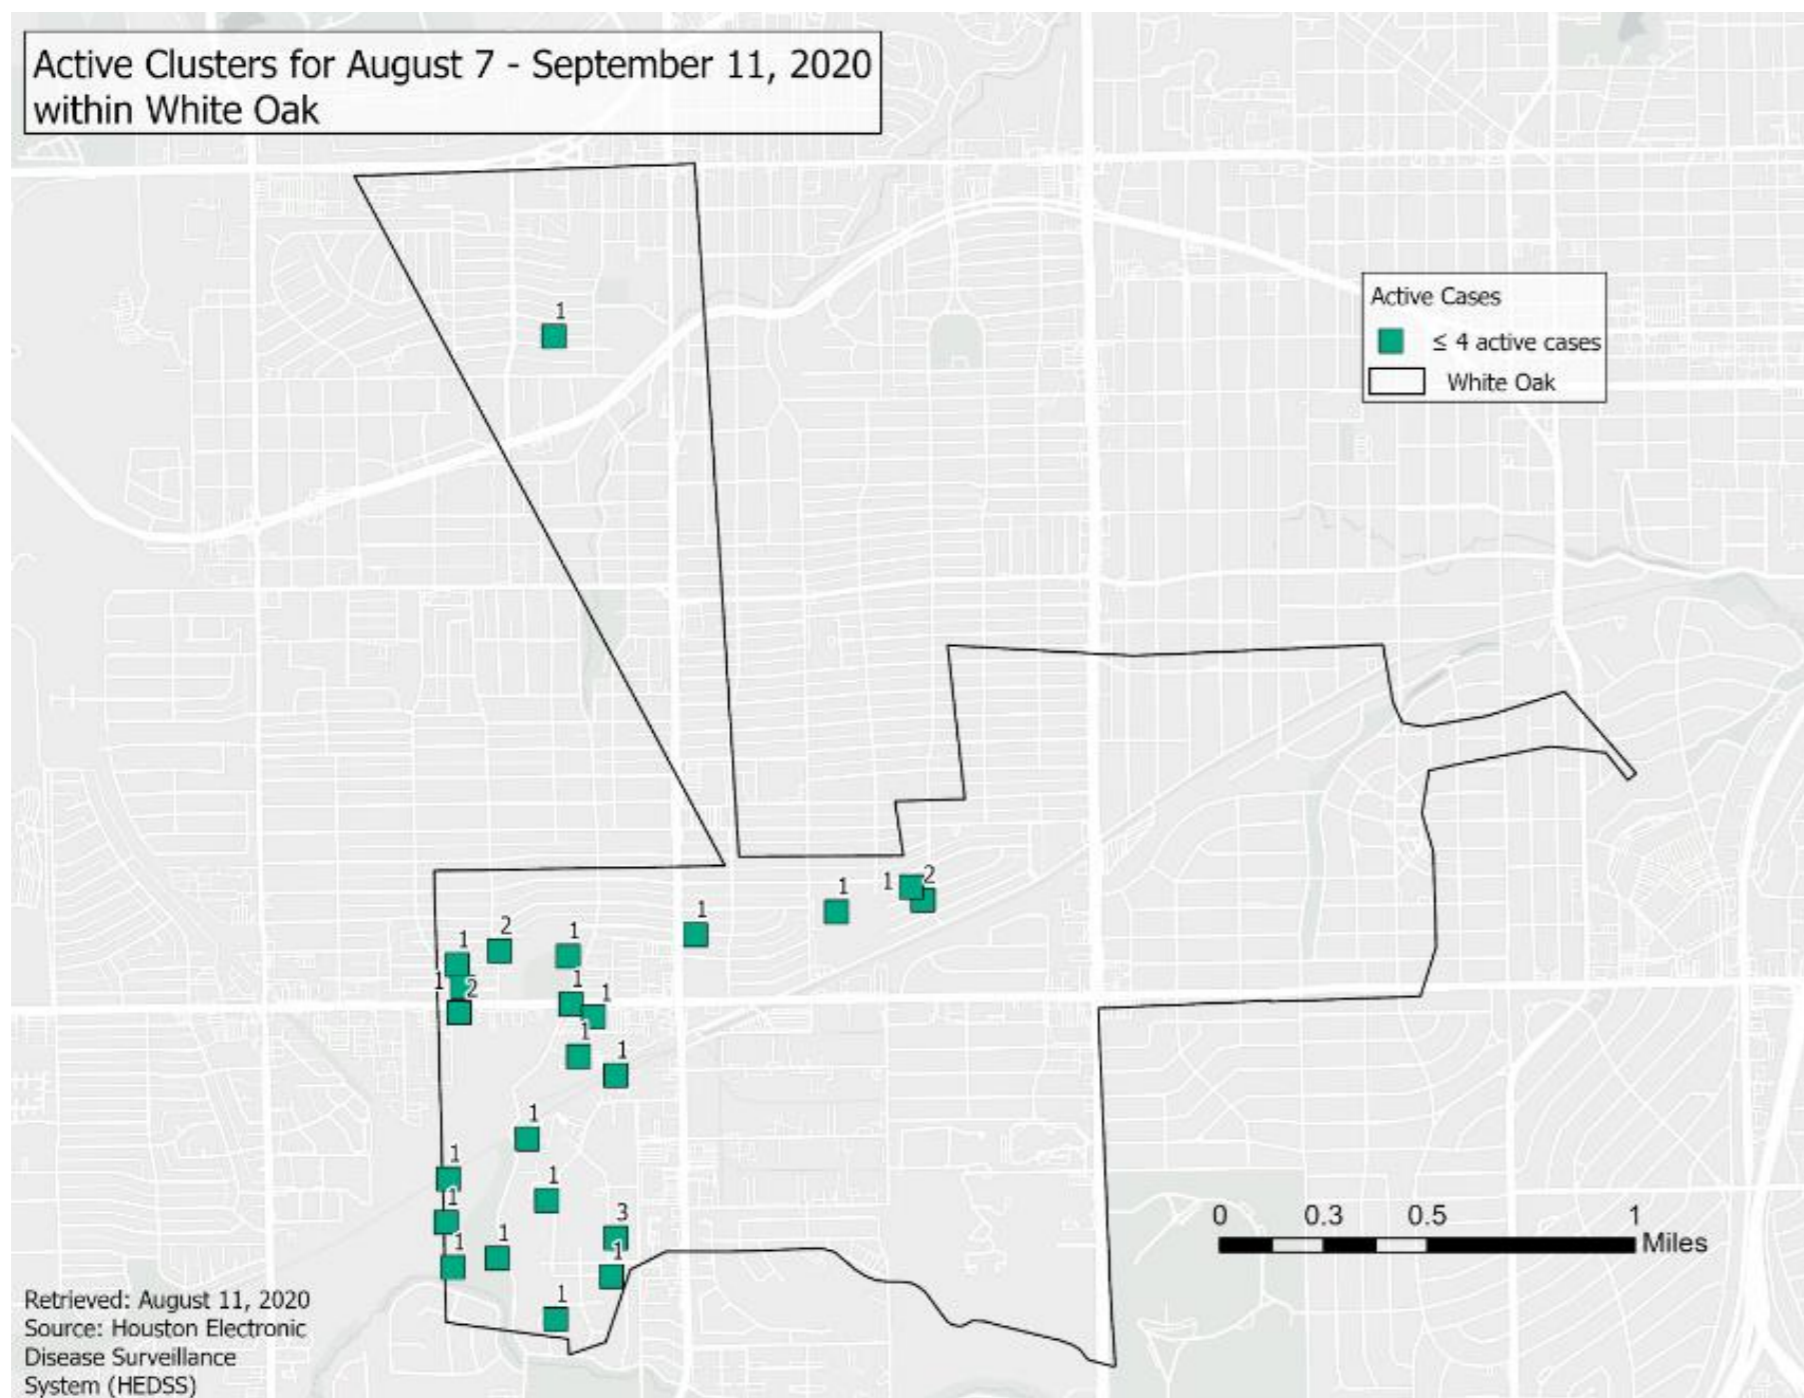 Active Clusters for August 7 - September 11, 2020
within White Oak
1
Active Cases
≤ 4 active cases
White Oak
1
2
1
1
1
2
1
1
2
1
1
1
1
1
1
1
1
3
1
1
1
1
0 0.3 0.5 1
Miles
Retrieved: August 11, 2020
Source: Houston Electronic
Disease Surveillance
System (HEDSS)